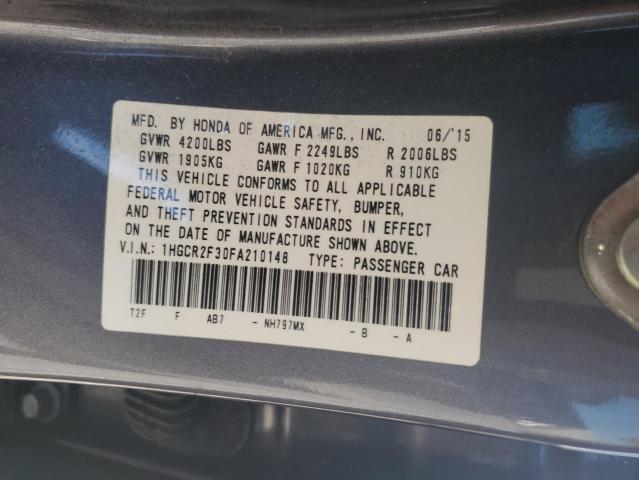 MFD. BY HONDA OF AMERICA MFG., INC. 06/'15
GVWR 4200LBS GAWR F 2249LBS R 2006LBS
GVWR 1905KG GAWR F 1020KG R 910KG
THIS VEHICLE CONFORMS TO ALL APPLICABLE
FEDERAL MOTOR VEHICLE SAFETY, BUMPER,
AND THEFT PREVENTION STANDARDS IN EFFECT
ON THE DATE OF MANUFACTURE SHOWN ABOVE.
V.I.N.: 1HGCR2F30FA210148 TYPE: PASSENGER CAR
T2F F AB7 - NH797MX - B - A